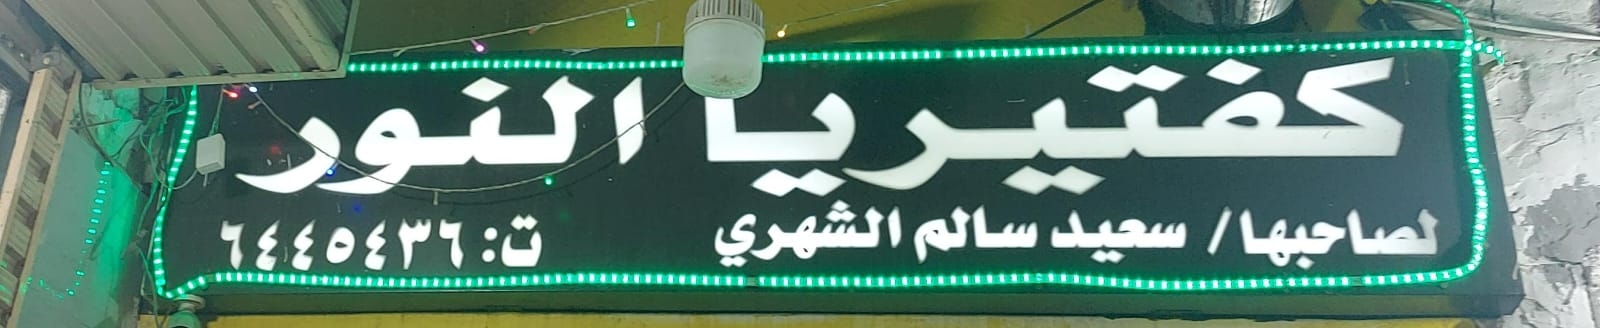 كفتيريا النور
لصاحبها / سعيد سالم الشهري ت: ٦٤٤٥٤٣٦